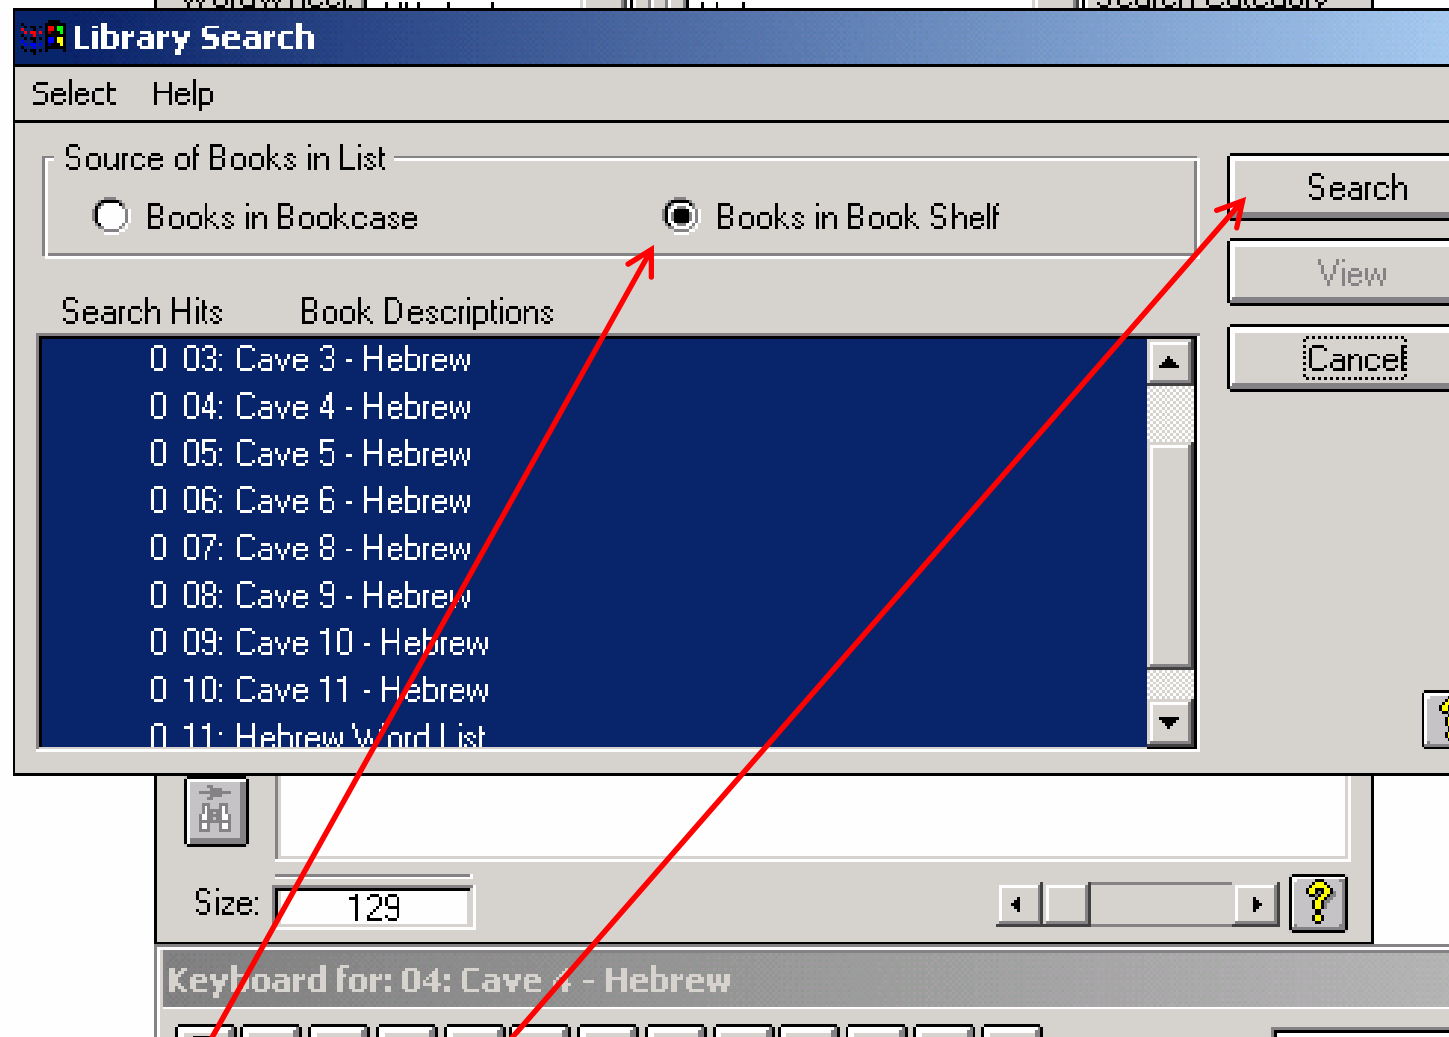 Library Search
Select Help
Source of Books in List
Books in Bookcase Books in Book Shelf
Search
View
Cancel
Search Hits Book Descriptions
0 03: Cave 3 - Hebrew
0 04: Cave 4 - Hebrew
0 05: Cave 5 - Hebrew
0 06: Cave 6 - Hebrew
0 07: Cave 8 - Hebrew
0 08: Cave 9 - Hebrew
0 09: Cave 10 - Hebrew
0 10: Cave 11 - Hebrew
0 11: Hebrew Word List
Size: 129
Keyboard for: 04: Cave 4 - Hebrew